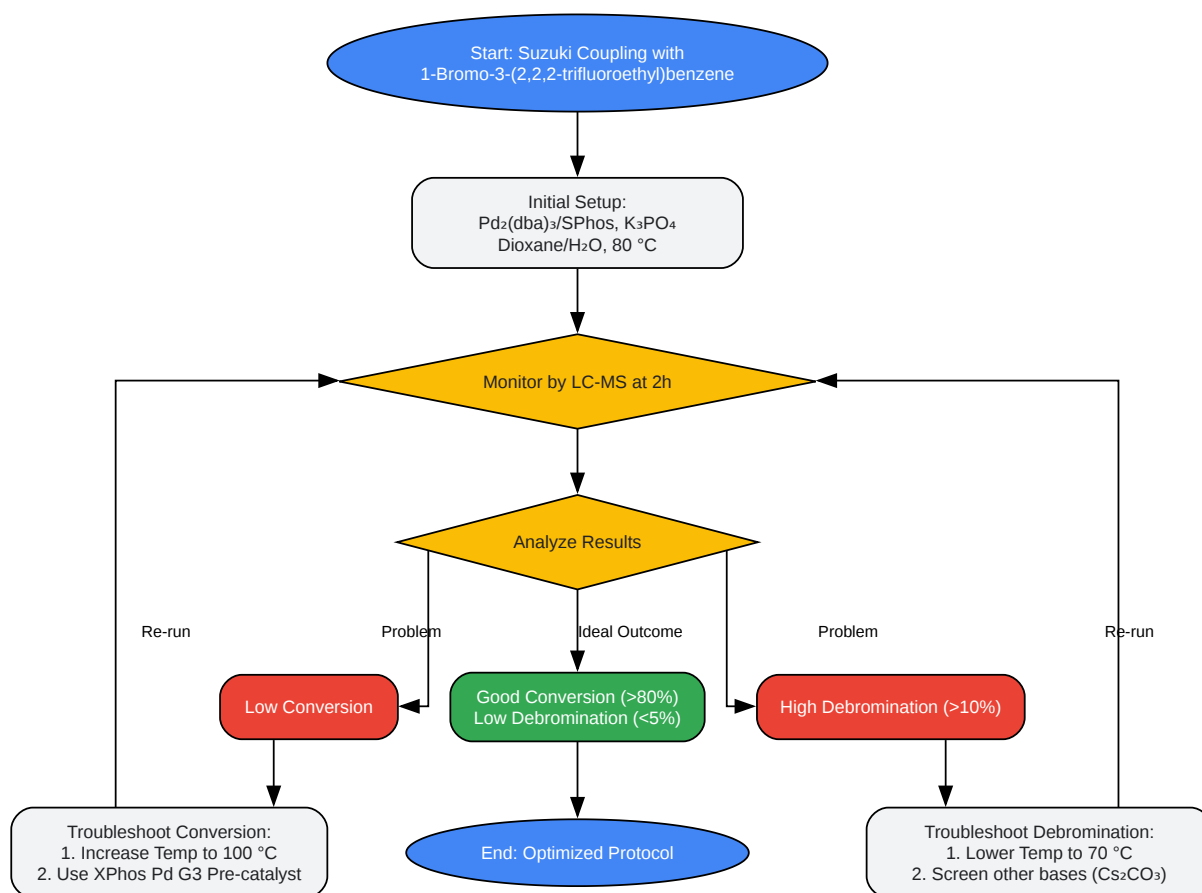 Start: Suzuki Coupling with
1-Bromo-3-(2,2,2-trifluoroethyl)benzene
Initial Setup:
Pd₂(dba)₃/SPhos, K₃PO₄
Dioxane/H₂O, 80 °C
Monitor by LC-MS at 2h
Analyze Results
Re-run
Problem
Ideal Outcome
Problem
Re-run
Low Conversion
Good Conversion (>80%)
Low Debromination (<5%)
High Debromination (>10%)
Troubleshoot Conversion:
1. Increase Temp to 100 °C
2. Use XPhos Pd G3 Pre-catalyst
End: Optimized Protocol
Troubleshoot Debromination:
1. Lower Temp to 70 °C
2. Screen other bases (Cs₂CO₃)